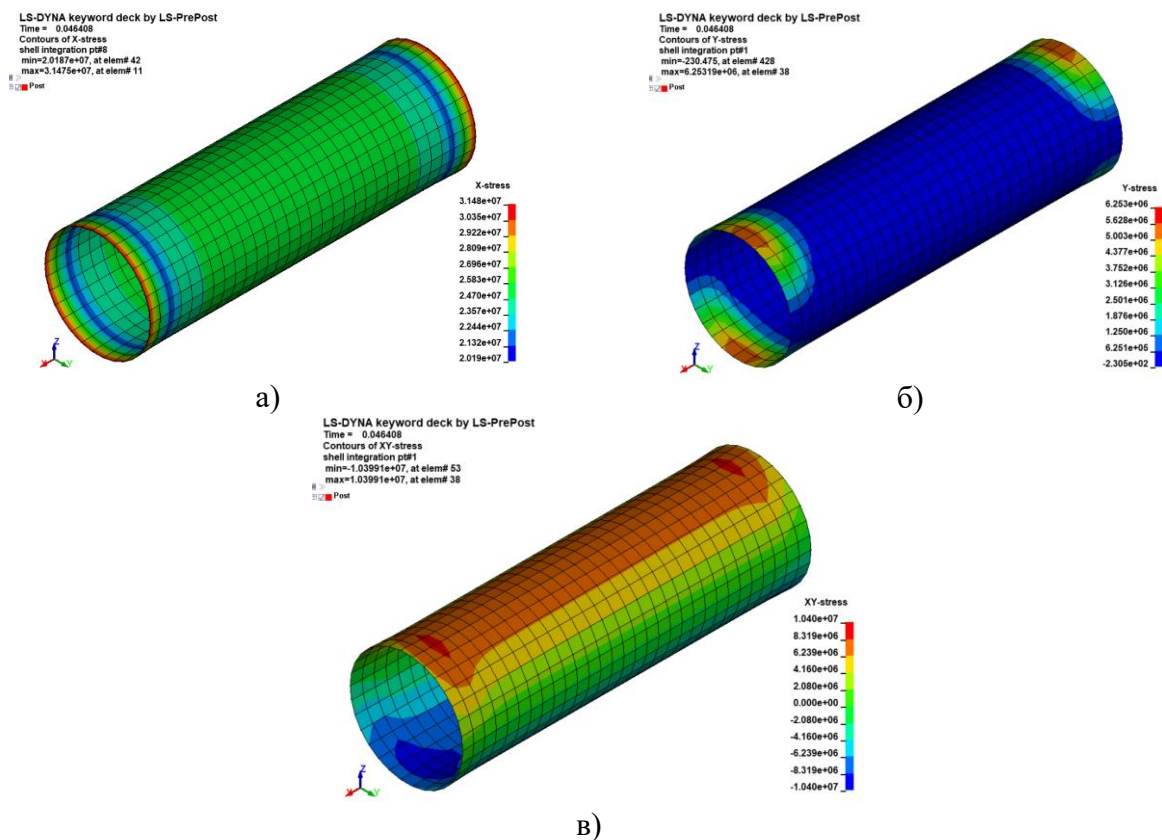 LS-DYNA keyword deck by LS-PrePost
Time = 0.046408
Contours of X-stress
shell integration pt#8
min=2.0187e+07, at elem# 42
max=3.1475e+07, at elem# 11
Post
X-stress
3.148e+07
3.035e+07
2.922e+07
2.809e+07
2.696e+07
2.583e+07
2.470e+07
2.357e+07
2.244e+07
2.132e+07
2.019e+07
Z
X
Y
а)
LS-DYNA keyword deck by LS-PrePost
Time = 0.046408
Contours of Y-stress
shell integration pt#1
min=-230.475, at elem# 428
max=6.25319e+06, at elem# 38
Post
Y-stress
6.253e+06
5.628e+06
5.003e+06
4.377e+06
3.752e+06
3.126e+06
2.501e+06
1.876e+06
1.250e+06
6.251e+05
-2.305e+02
Z
X
Y
б)
LS-DYNA keyword deck by LS-PrePost
Time = 0.046408
Contours of XY-stress
shell integration pt#1
min=-1.03991e+07, at elem# 53
max=1.03991e+07, at elem# 38
Post
XY-stress
1.040e+07
8.319e+06
6.239e+06
4.160e+06
2.080e+06
0.000e+00
-2.080e+06
-4.160e+06
-6.239e+06
-8.319e+06
-1.040e+07
Z
X
Y
в)